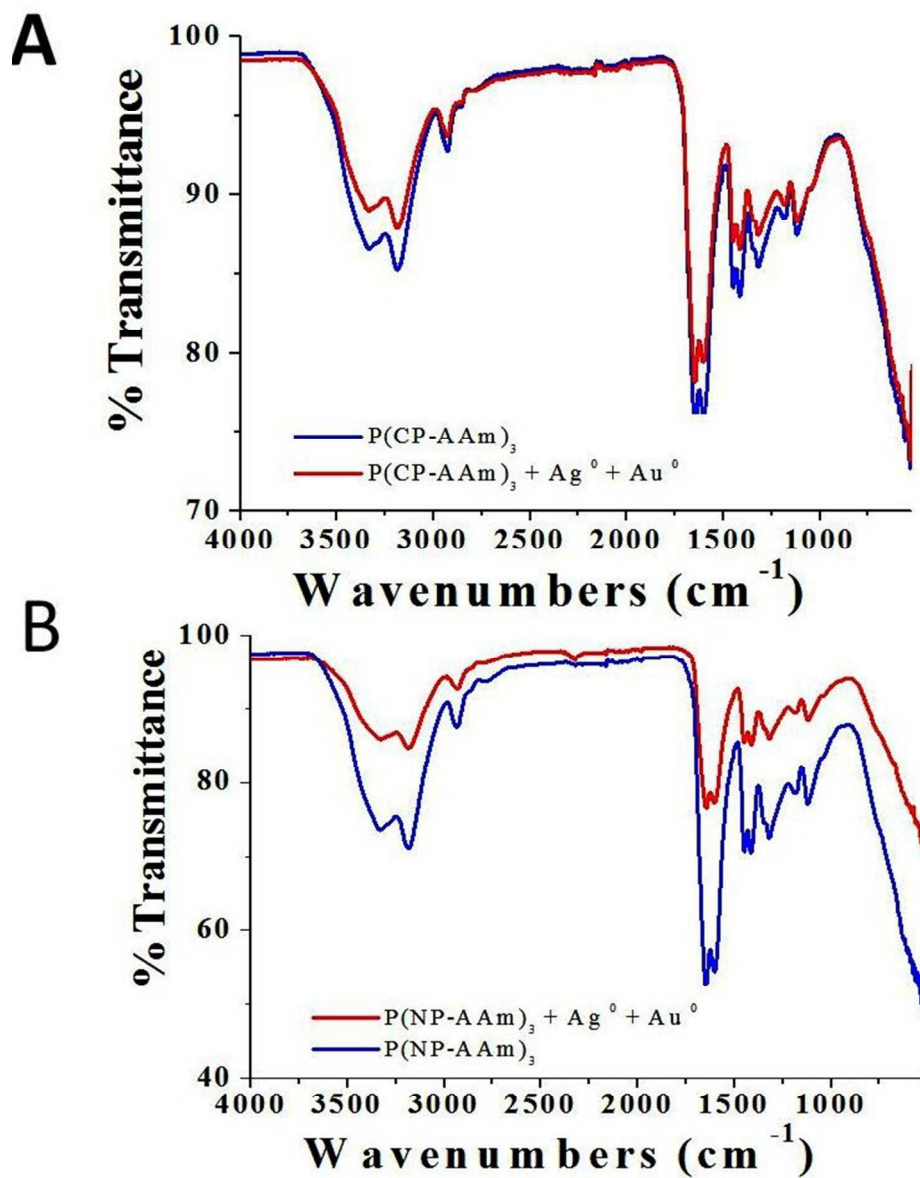 A
100
90
80
70
% Transmittance
P(CP-AAm)₃
P(CP-AAm)₃ + Ag⁰ + Au⁰
4000 3500 3000 2500 2000 1500 1000
Wavenumbers (cm⁻¹)
B
100
80
60
40
% Transmittance
P(NP-AAm)₃ + Ag⁰ + Au⁰
P(NP-AAm)₃
4000 3500 3000 2500 2000 1500 1000
Wavenumbers (cm⁻¹)